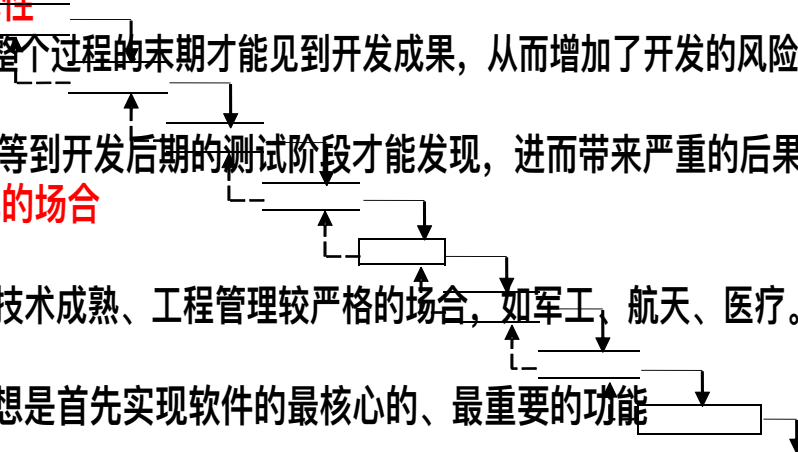 性
整个过程的末期才能见到开发成果，从而增加了开发的风险
等到开发后期的测试阶段才能发现，进而带来严重的后果
的场合
技术成熟、工程管理较严格的场合，如军工、航天、医疗。
想是首先实现软件的最核心的、最重要的功能